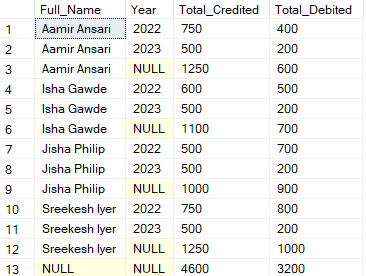 Full_Name Year Total_Credited Total_Debited
1 Aamir Ansari 2022 750 400
2 Aamir Ansari 2023 500 200
3 Aamir Ansari NULL 1250 600
4 Isha Gawde 2022 600 500
5 Isha Gawde 2023 500 200
6 Isha Gawde NULL 1100 700
7 Jisha Philip 2022 500 700
8 Jisha Philip 2023 500 200
9 Jisha Philip NULL 1000 900
10 Sreekesh Iyer 2022 750 800
11 Sreekesh Iyer 2023 500 200
12 Sreekesh Iyer NULL 1250 1000
13 NULL NULL 4600 3200